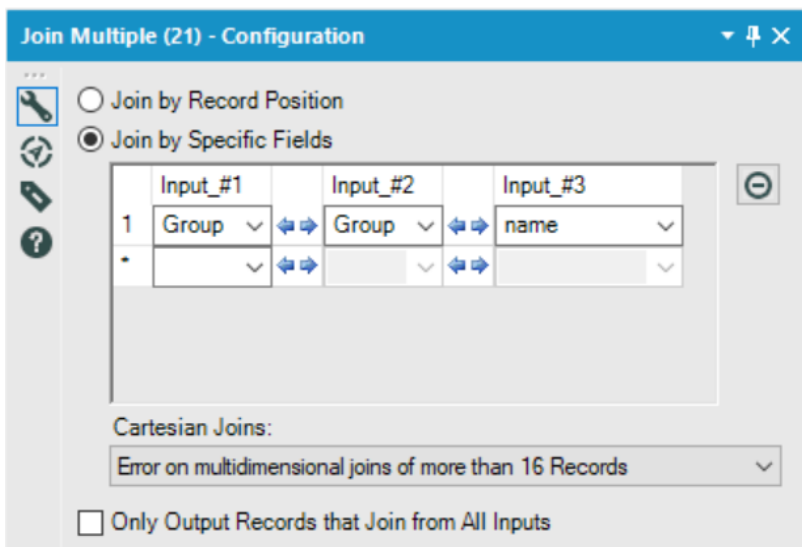 Join Multiple (21) - Configuration
Join by Record Position
Join by Specific Fields
Input_#1 Input_#2 Input_#3
1 Group Group name
*
Cartesian Joins:
Error on multidimensional joins of more than 16 Records
Only Output Records that Join from All Inputs